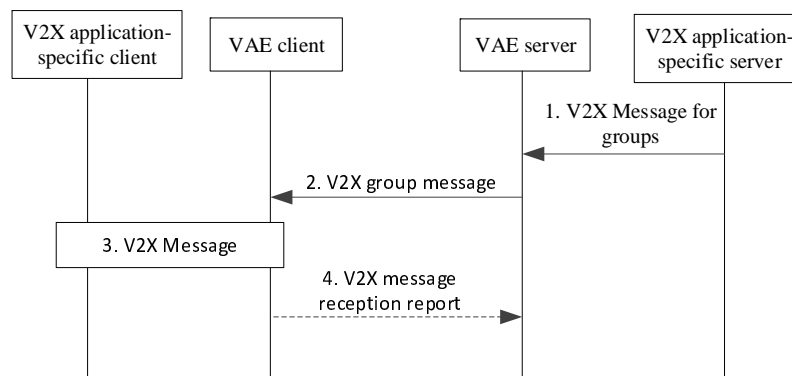 V2X application-
specific client
VAE client
VAE server
V2X application-
specific server
1. V2X Message for
groups
2. V2X group message
3. V2X Message
4. V2X message
reception report